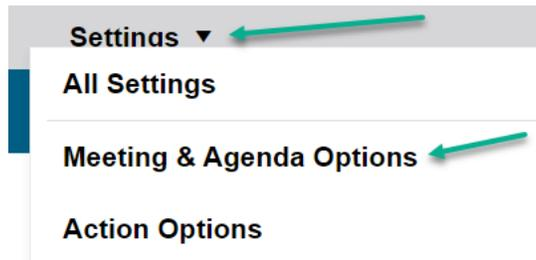 Settings ▼
All Settings
Meeting & Agenda Options
Action Options